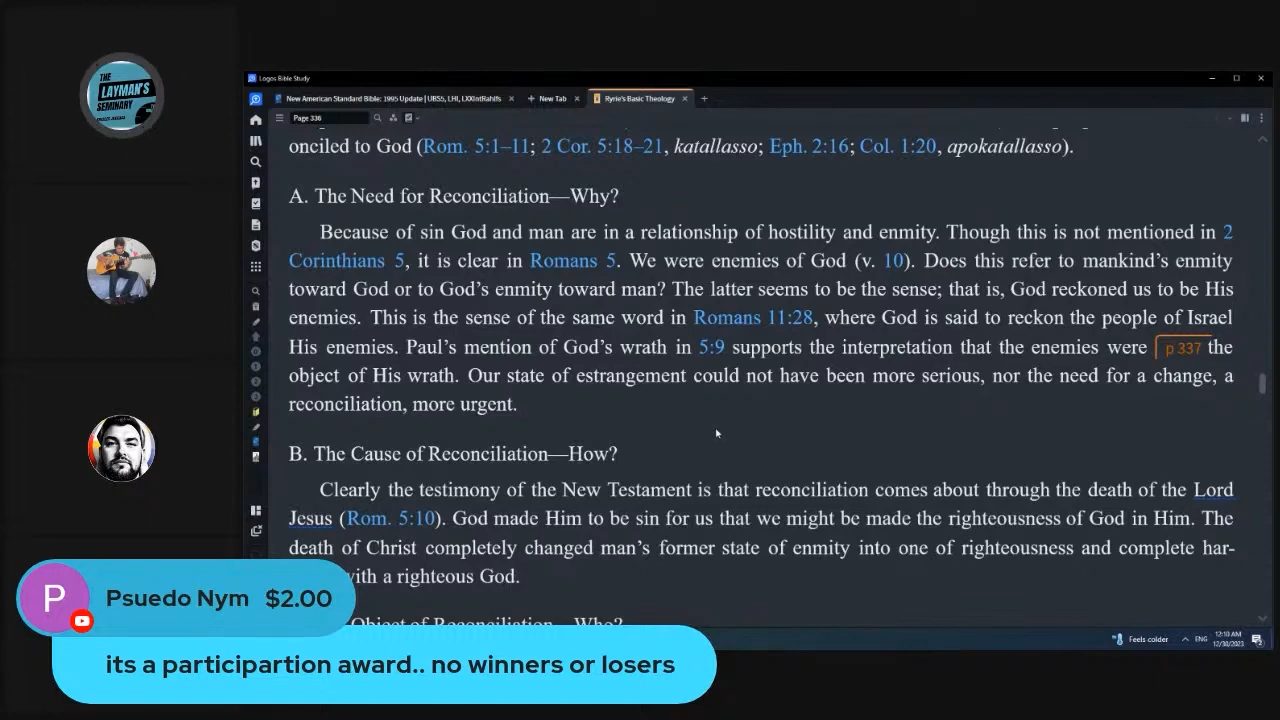 THE
LAYMAN'S
SEMINARY
Logos Bible Study
New American Standard Bible: 1995 Update | UBS5, LHI, LXXIntRahlfs
New Tab
Ryrie's Basic Theology
Page 336
onciled to God (Rom. 5:1–11; 2 Cor. 5:18–21, katallasso; Eph. 2:16; Col. 1:20, apokatallasso).
A. The Need for Reconciliation—Why?
Because of sin God and man are in a relationship of hostility and enmity. Though this is not mentioned in 2
Corinthians 5, it is clear in Romans 5. We were enemies of God (v. 10). Does this refer to mankind's enmity
toward God or to God's enmity toward man? The latter seems to be the sense; that is, God reckoned us to be His
enemies. This is the sense of the same word in Romans 11:28, where God is said to reckon the people of Israel
His enemies. Paul's mention of God's wrath in 5:9 supports the interpretation that the enemies were p 337 the
object of His wrath. Our state of estrangement could not have been more serious, nor the need for a change, a
reconciliation, more urgent.
B. The Cause of Reconciliation—How?
Clearly the testimony of the New Testament is that reconciliation comes about through the death of the Lord
Jesus (Rom. 5:10). God made Him to be sin for us that we might be made the righteousness of God in Him. The
death of Christ completely changed man's former state of enmity into one of righteousness and complete har-
with a righteous God.
Object of Reconciliation—Who?
P
Psuedo Nym $2.00
its a participartion award.. no winners or losers
Feels colder
ENG
12:10 AM
12/30/2023